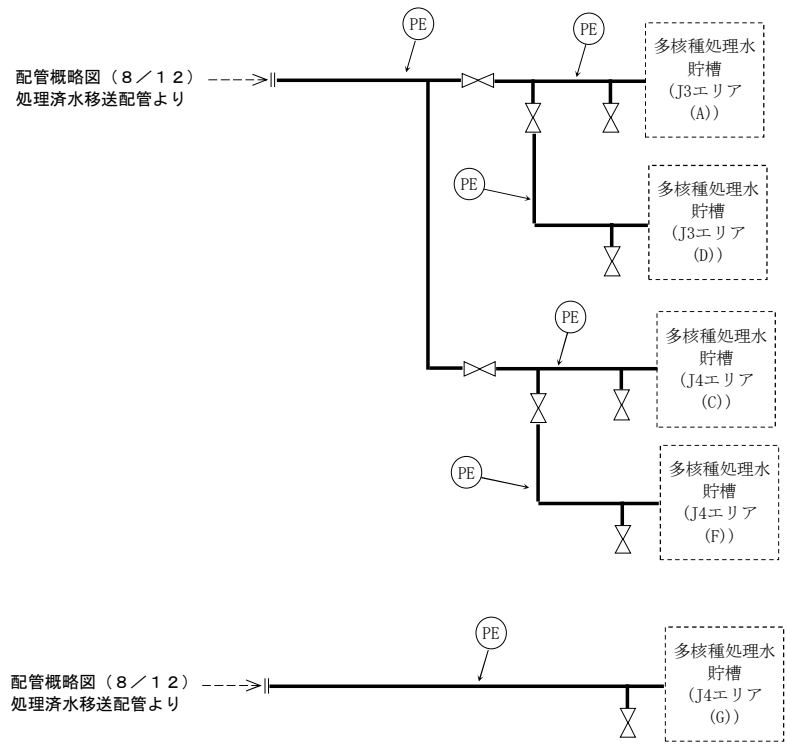 PE
PE
多核種処理水
貯槽
(J3エリア
(A))
配管概略図（８／１２）
処理済水移送配管より
PE
多核種処理水
貯槽
(J3エリア
(D))
PE
多核種処理水
貯槽
(J4エリア
(C))
PE
多核種処理水
貯槽
(J4エリア
(F))
PE
多核種処理水
貯槽
(J4エリア
(G))
配管概略図（８／１２）
処理済水移送配管より